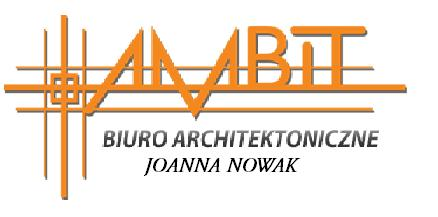 AMBiT
BIURO ARCHITEKTONICZNE
JOANNA NOWAK